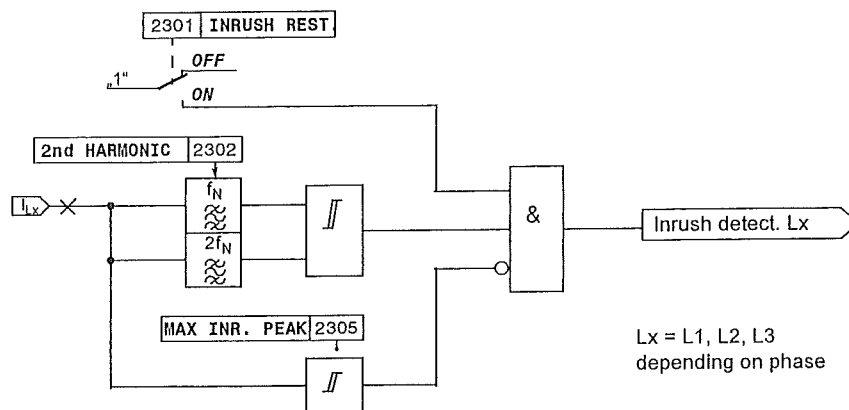 2301 INRUSH REST.
OFF
„1“
ON
2nd HARMONIC 2302
ILx
fN
2fN
&
Inrush detect. Lx
MAX INR. PEAK 2305
Lx = L1, L2, L3
depending on phase